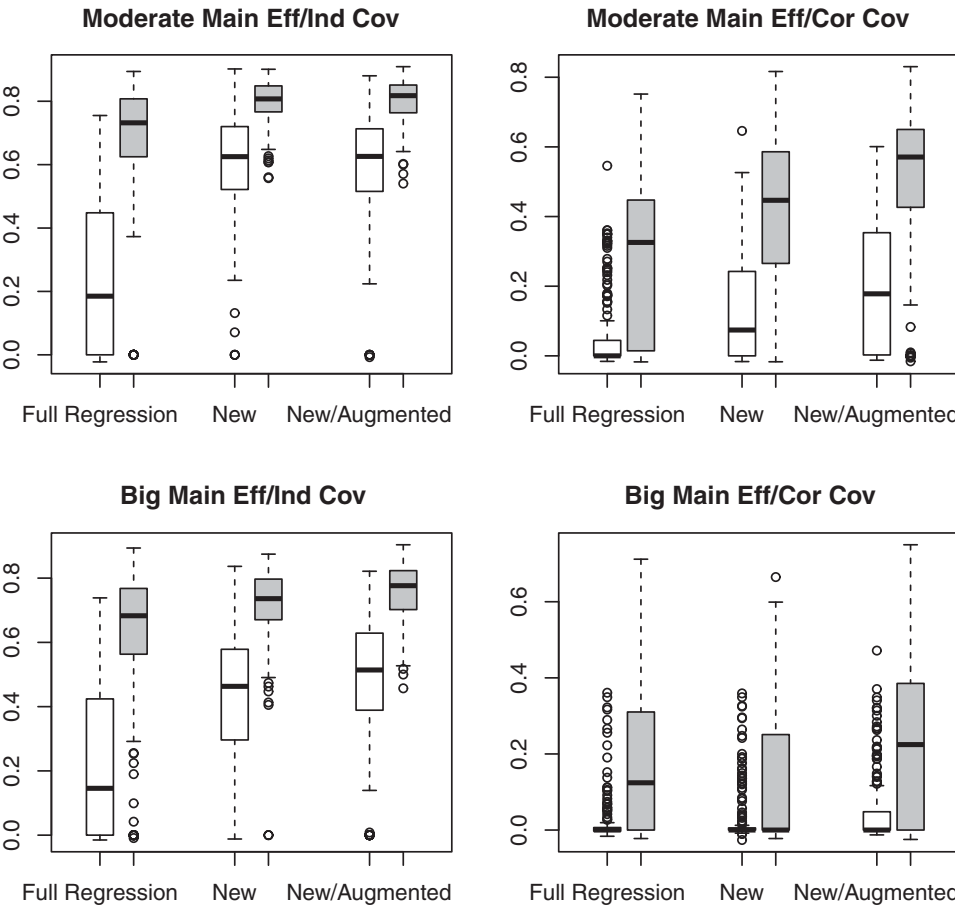 Moderate Main Eff/Ind Cov
0.8
0.6
0.4
0.2
0.0
Full Regression New New/Augmented
Moderate Main Eff/Cor Cov
0.8
0.6
0.4
0.2
0.0
Full Regression New New/Augmented
Big Main Eff/Ind Cov
0.8
0.6
0.4
0.2
0.0
Full Regression New New/Augmented
Big Main Eff/Cor Cov
0.6
0.4
0.2
0.0
Full Regression New New/Augmented